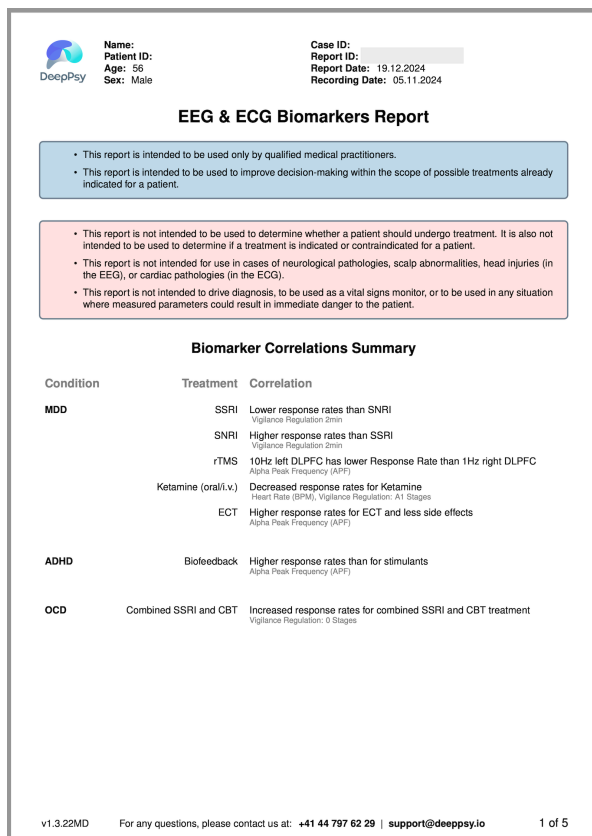 DeepPsy
Name:
Patient ID:
Age: 56
Sex: Male
Case ID:
Report ID:
Report Date: 19.12.2024
Recording Date: 05.11.2024
EEG & ECG Biomarkers Report
• This report is intended to be used only by qualified medical practitioners.
• This report is intended to be used to improve decision-making within the scope of possible treatments already
indicated for a patient.
• This report is not intended to be used to determine whether a patient should undergo treatment. It is also not
intended to be used to determine if a treatment is indicated or contraindicated for a patient.
• This report is not intended for use in cases of neurological pathologies, scalp abnormalities, head injuries (in
the EEG), or cardiac pathologies (in the ECG).
• This report is not intended to drive diagnosis, to be used as a vital signs monitor, or to be used in any situation
where measured parameters could result in immediate danger to the patient.
Biomarker Correlations Summary
Condition Treatment Correlation
MDD SSRI Lower response rates than SNRI
Vigilance Regulation 2min
SNRI Higher response rates than SSRI
Vigilance Regulation 2min
rTMS 10Hz left DLPFC has lower Response Rate than 1Hz right DLPFC
Alpha Peak Frequency (APF)
Ketamine (oral/i.v.) Decreased response rates for Ketamine
Heart Rate (BPM), Vigilance Regulation: A1 Stages
ECT Higher response rates for ECT and less side effects
Alpha Peak Frequency (APF)
ADHD Biofeedback Higher response rates than for stimulants
Alpha Peak Frequency (APF)
OCD Combined SSRI and CBT Increased response rates for combined SSRI and CBT treatment
Vigilance Regulation: 0 Stages
v1.3.22MD For any questions, please contact us at: +41 44 797 62 29 | support@deeppsy.io 1 of 5